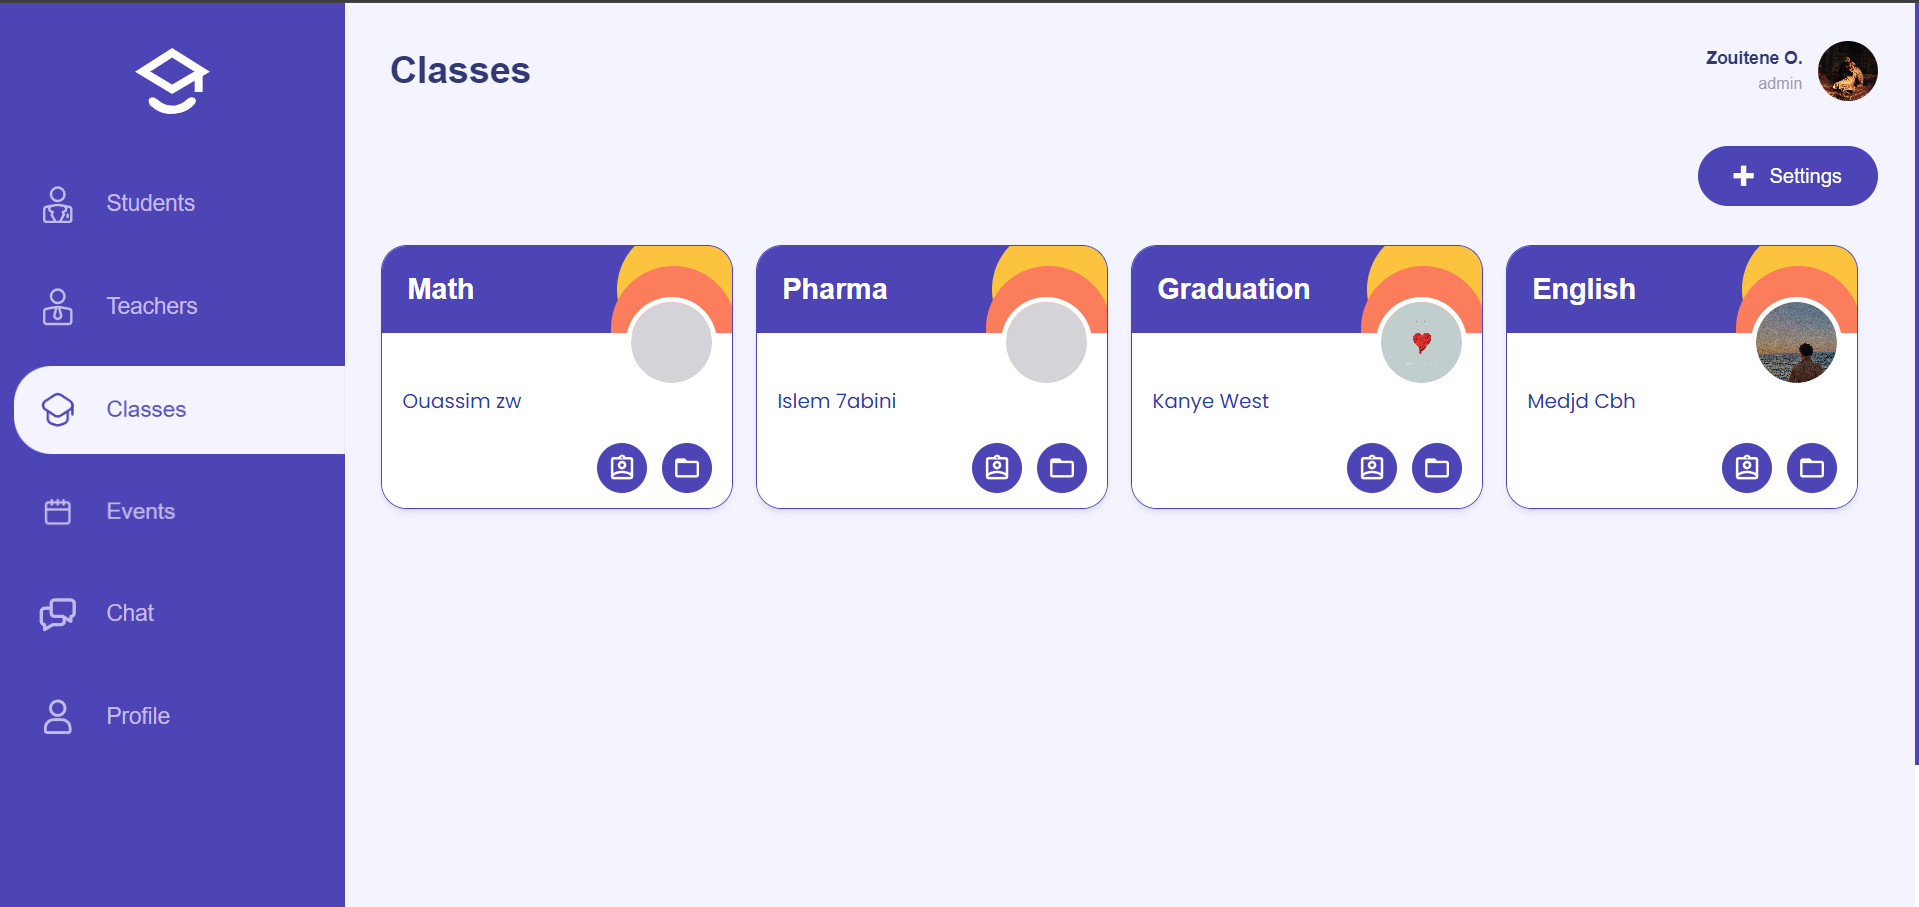 Classes
Zouitene O.
admin
Settings
Students
Teachers
Classes
Events
Chat
Profile
Math
Ouassim zw
Pharma
Islem 7abini
Graduation
Kanye West
English
Medjd Cbh